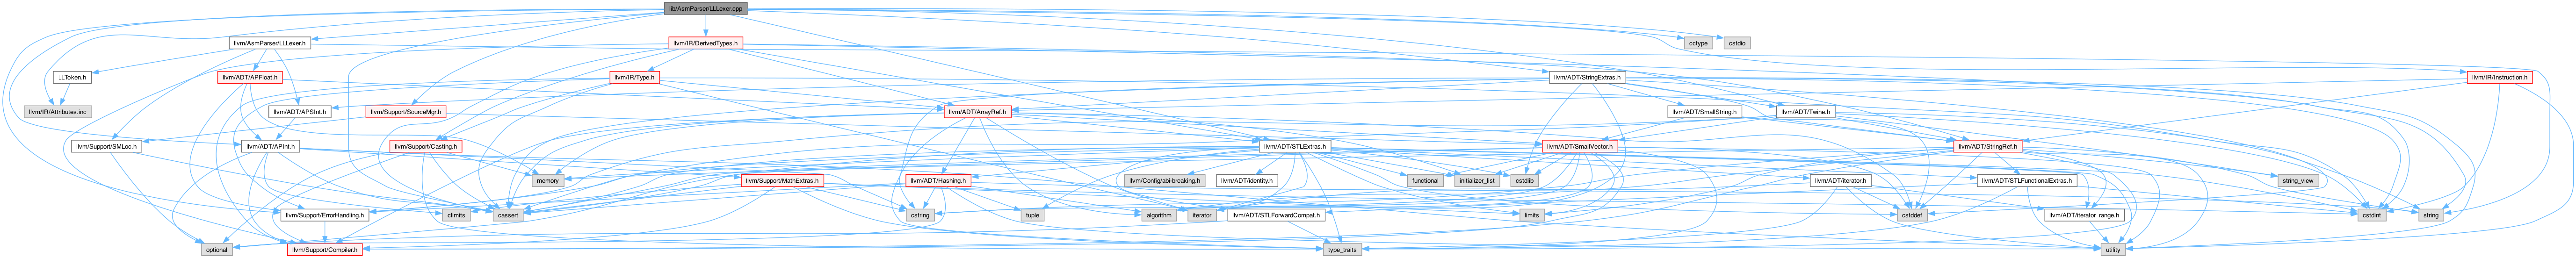 lib/AsmParser/LLLexer.cpp
llvm/AsmParser/LLLexer.h
llvm/IR/DerivedTypes.h
cctype
cstdio
LLToken.h
llvm/ADT/APFloat.h
llvm/IR/Type.h
llvm/ADT/StringExtras.h
llvm/IR/Instruction.h
llvm/IR/Attributes.inc
llvm/ADT/APSInt.h
llvm/Support/SourceMgr.h
llvm/ADT/ArrayRef.h
llvm/ADT/SmallString.h
llvm/ADT/Twine.h
llvm/Support/SMLoc.h
llvm/ADT/APInt.h
llvm/Support/Casting.h
llvm/ADT/STLExtras.h
llvm/ADT/SmallVector.h
llvm/ADT/StringRef.h
memory
llvm/Support/MathExtras.h
llvm/ADT/Hashing.h
llvm/Config/abi-breaking.h
llvm/ADT/identity.h
functional
initializer_list
cstdlib
llvm/ADT/iterator.h
llvm/ADT/STLFunctionalExtras.h
string_view
llvm/Support/ErrorHandling.h
climits
cassert
cstring
tuple
algorithm
iterator
llvm/ADT/STLForwardCompat.h
limits
cstddef
llvm/ADT/iterator_range.h
cstdint
string
optional
llvm/Support/Compiler.h
type_traits
utility